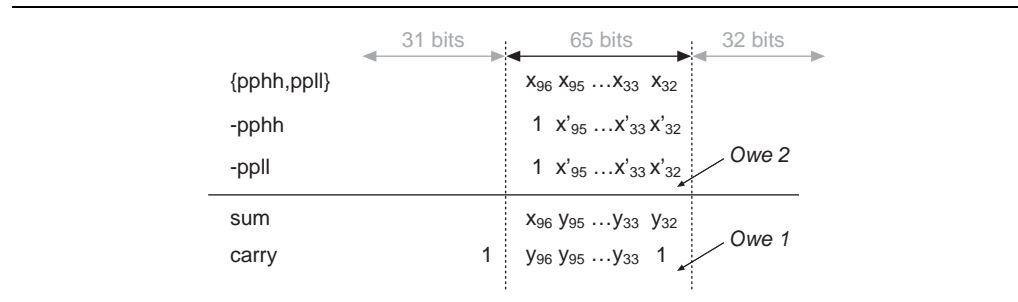 31 bits 65 bits 32 bits
{pphh,ppll} x₉₆ x₉₅ …x₃₃ x₃₂
-pphh 1 x’₉₅ …x’₃₃ x’₃₂
-ppll 1 x’₉₅ …x’₃₃ x’₃₂ Owe 2
sum x₉₆ y₉₅ …y₃₃ y₃₂
carry 1 y₉₆ y₉₅ …y₃₃ 1 Owe 1